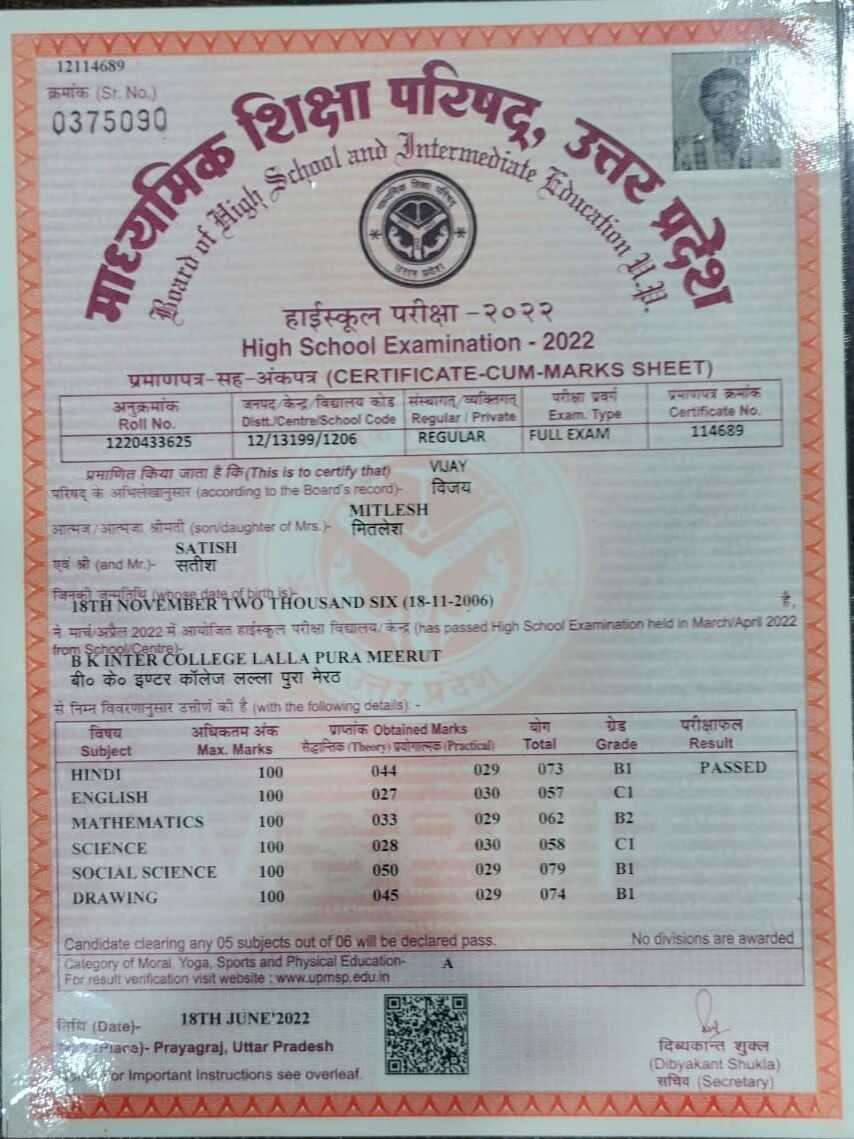 12114689
क्रमांक (Sr. No.)
0375090
माध्यमिक शिक्षा परिषद्, उत्तर प्रदेश
Board of High School and Intermediate Education U.P.
हाईस्कूल परीक्षा -२०२२
High School Examination - 2022
प्रमाणपत्र-सह-अंकपत्र (CERTIFICATE-CUM-MARKS SHEET)
अनुक्रमांक जनपद/केन्द्र/विद्यालय कोड संस्थागत/व्यक्तिगत परीक्षा प्रवर्ग प्रमाणपत्र क्रमांक
Roll No. Distt./Centre/School Code Regular / Private Exam. Type Certificate No.
1220433625 12/13199/1206 REGULAR FULL EXAM 114689
प्रमाणित किया जाता है कि (This is to certify that) VIJAY
परिषद् के अभिलेखानुसार (according to the Board's record)- विजय
MITLESH
आत्मज/आत्मजा श्रीमती (son/daughter of Mrs.)- मितलेश
SATISH
एवं श्री (and Mr.)- सतीश
जिनकी जन्मतिथि (whose date of birth is)-
18TH NOVEMBER TWO THOUSAND SIX (18-11-2006) है,
ने मार्च/अप्रैल 2022 में आयोजित हाईस्कूल परीक्षा विद्यालय/केन्द्र (has passed High School Examination held in March/April 2022
from School/Centre)-
B K INTER COLLEGE LALLA PURA MEERUT
बी० के० इण्टर कॉलेज लल्ला पुरा मेरठ
से निम्न विवरणानुसार उत्तीर्ण की है (with the following details): -
विषय अधिकतम अंक प्राप्तांक Obtained Marks योग ग्रेड परीक्षाफल
Subject Max. Marks सैद्धान्तिक (Theory) प्रयोगात्मक (Practical) Total Grade Result
HINDI 100 044 029 073 B1 PASSED
ENGLISH 100 027 030 057 C1
MATHEMATICS 100 033 029 062 B2
SCIENCE 100 028 030 058 C1
SOCIAL SCIENCE 100 050 029 079 B1
DRAWING 100 045 029 074 B1
Candidate clearing any 05 subjects out of 06 will be declared pass. No divisions are awarded
Category of Moral, Yoga, Sports and Physical Education- A
For result verification visit website : www.upmsp.edu.in
तिथि (Date)- 18TH JUNE'2022
(Place)- Prayagraj, Uttar Pradesh
For Important Instructions see overleaf.
दिब्यकान्त शुक्ल
(Dibyakant Shukla)
सचिव (Secretary)